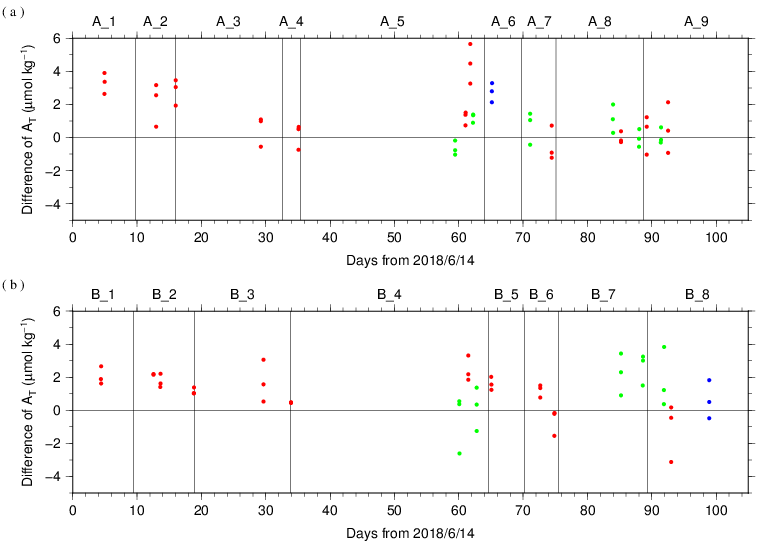 ( a )
A_1 A_2 A_3 A_4 A_5 A_6 A_7 A_8 A_9
6
4
2
0
−2
−4
Difference of A_T (μmol kg⁻¹)
0 10 20 30 40 50 60 70 80 90 100
Days from 2018/6/14
( b )
B_1 B_2 B_3 B_4 B_5 B_6 B_7 B_8
6
4
2
0
−2
−4
Difference of A_T (μmol kg⁻¹)
0 10 20 30 40 50 60 70 80 90 100
Days from 2018/6/14